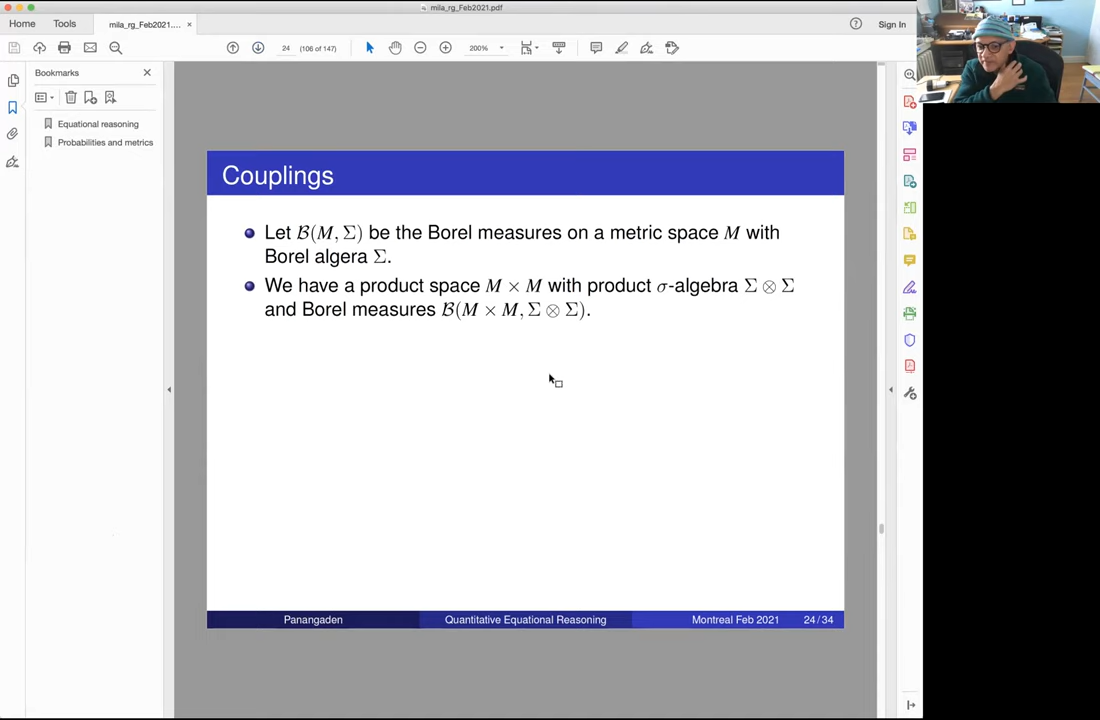 mila_rg_Feb2021.pdf
Home
Tools
mila_rg_Feb2021....
×
?
Sign In
24
(106 of 147)
200%
Bookmarks
Equational reasoning
Probabilities and metrics
Couplings
Let B(M, Σ) be the Borel measures on a metric space M with
Borel algera Σ.
We have a product space M × M with product σ-algebra Σ ⊗ Σ
and Borel measures B(M × M, Σ ⊗ Σ).
Panangaden
Quantitative Equational Reasoning
Montreal Feb 2021
24 / 34